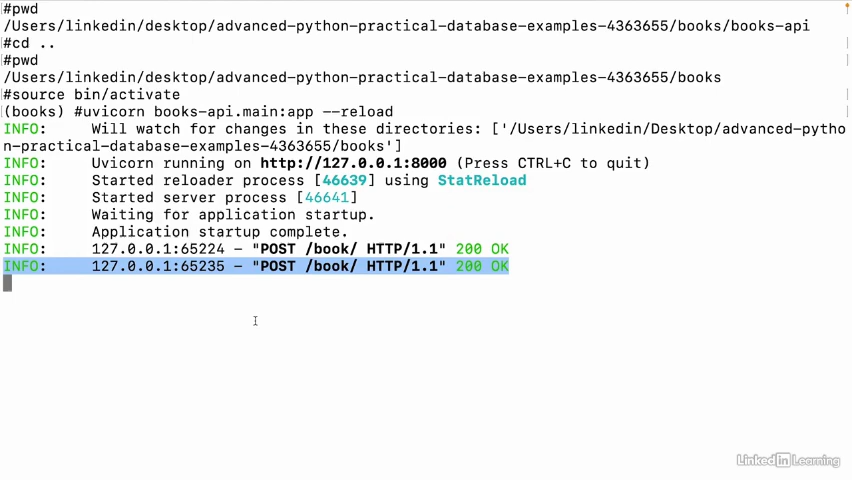 #pwd
/Users/linkedin/desktop/advanced-python-practical-database-examples-4363655/books/books-api
#cd ..
#pwd
/Users/linkedin/desktop/advanced-python-practical-database-examples-4363655/books
#source bin/activate
(books) #uvicorn books-api.main:app --reload
INFO:     Will watch for changes in these directories: ['/Users/linkedin/Desktop/advanced-pytho
n-practical-database-examples-4363655/books']
INFO:     Uvicorn running on http://127.0.0.1:8000 (Press CTRL+C to quit)
INFO:     Started reloader process [46639] using StatReload
INFO:     Started server process [46641]
INFO:     Waiting for application startup.
INFO:     Application startup complete.
INFO:     127.0.0.1:65224 - "POST /book/ HTTP/1.1" 200 OK
INFO:     127.0.0.1:65235 - "POST /book/ HTTP/1.1" 200 OK
LinkedIn Learning